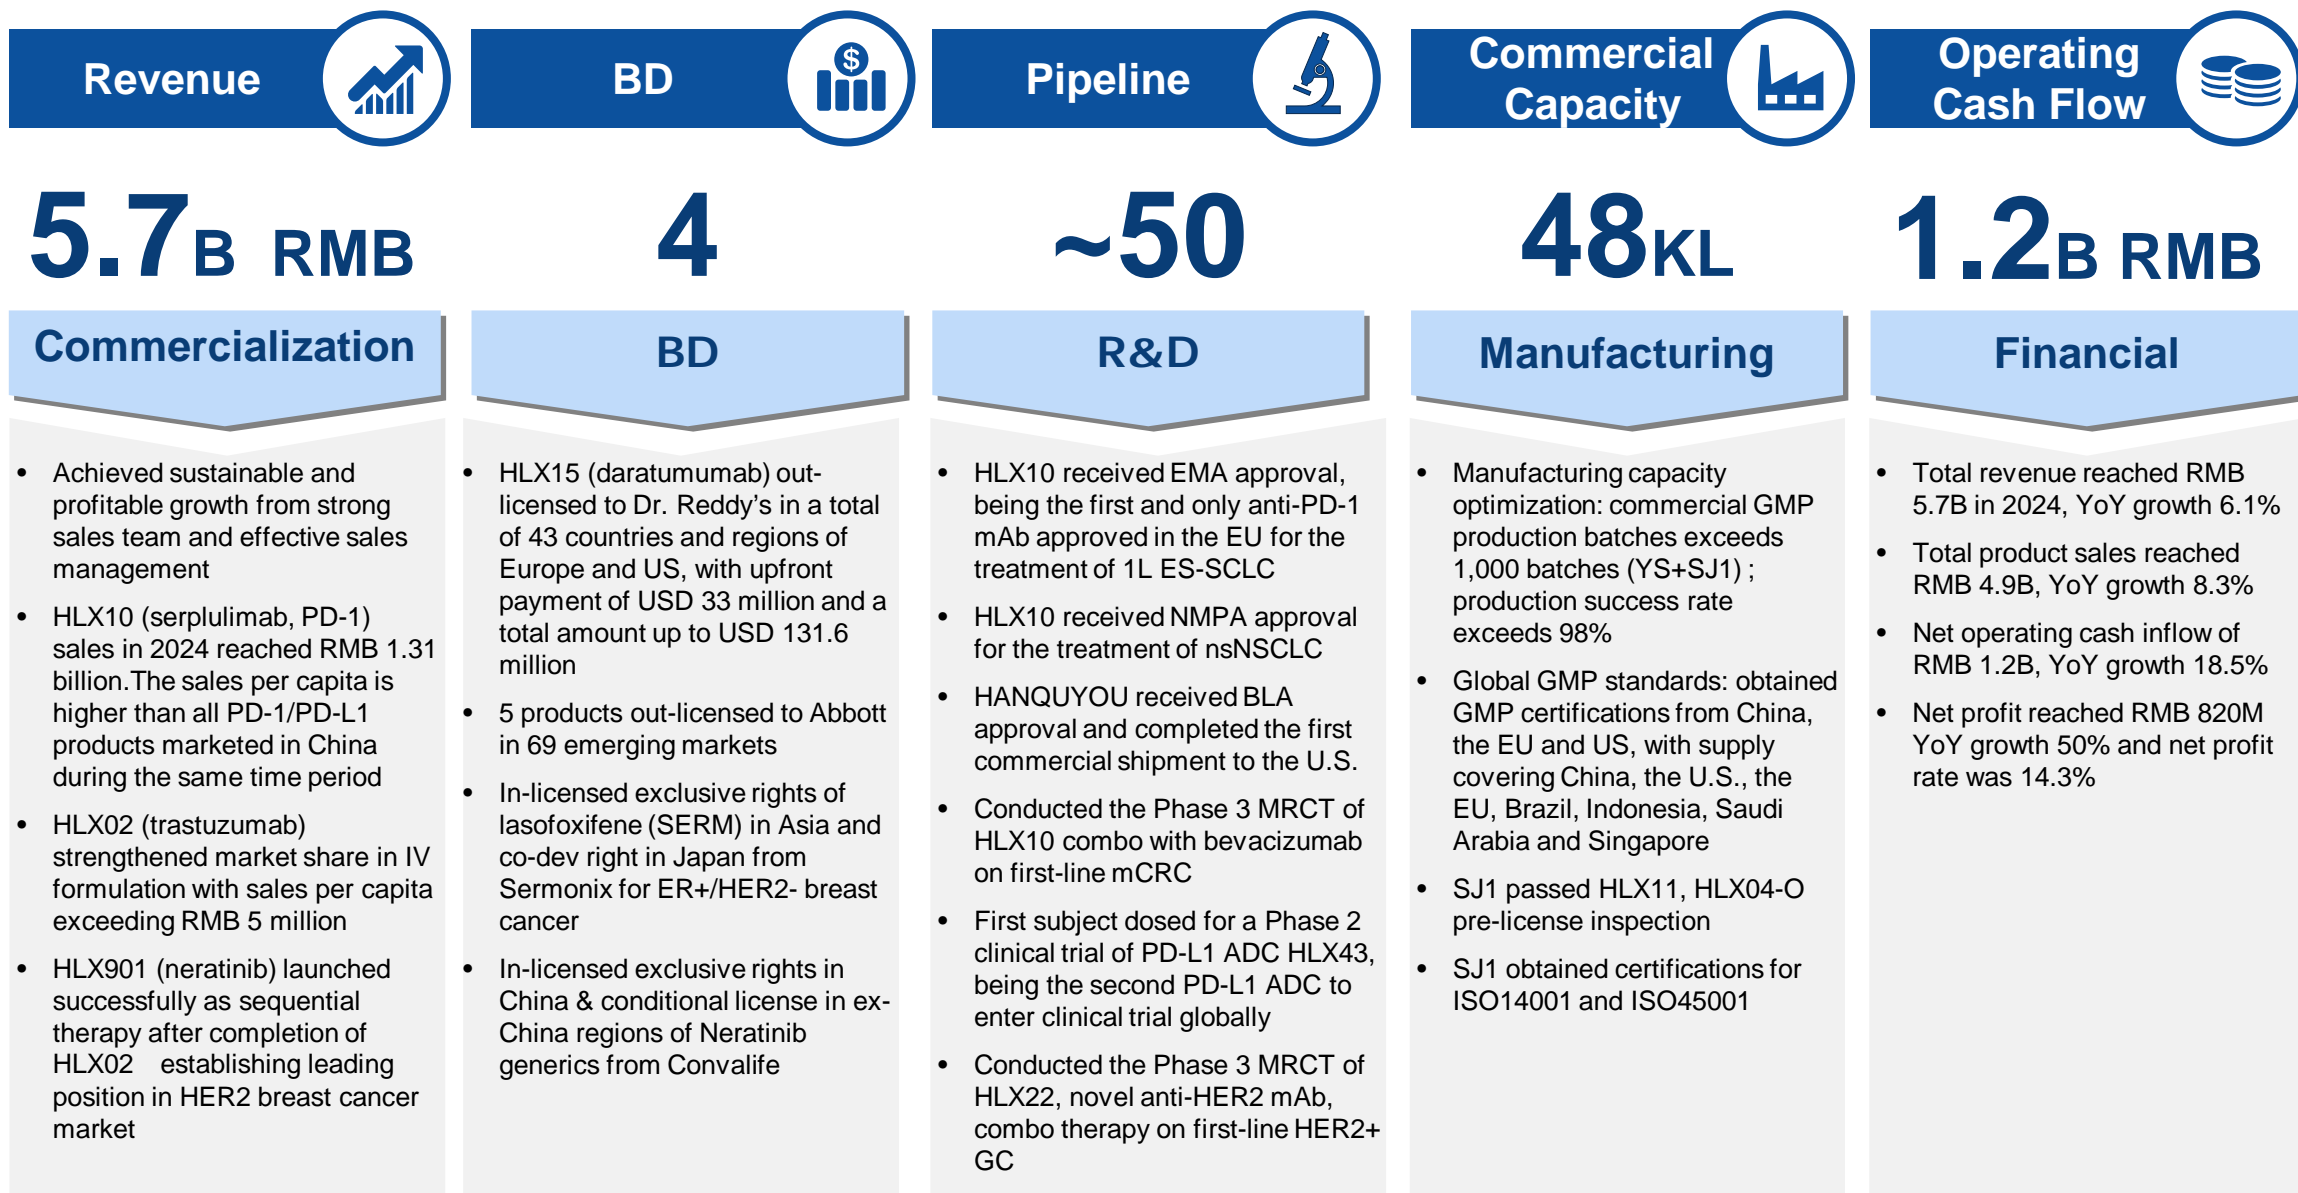 Revenue
5.7B RMB
Commercialization
• Achieved sustainable and
profitable growth from strong
sales team and effective sales
management
• HLX10 (serplulimab, PD-1)
sales in 2024 reached RMB 1.31
billion.The sales per capita is
higher than all PD-1/PD-L1
products marketed in China
during the same time period
• HLX02 (trastuzumab)
strengthened market share in IV
formulation with sales per capita
exceeding RMB 5 million
• HLX901 (neratinib) launched
successfully as sequential
therapy after completion of
HLX02 establishing leading
position in HER2 breast cancer
market
BD
$
4
BD
• HLX15 (daratumumab) out-
licensed to Dr. Reddy’s in a total
of 43 countries and regions of
Europe and US, with upfront
payment of USD 33 million and a
total amount up to USD 131.6
million
• 5 products out-licensed to Abbott
in 69 emerging markets
• In-licensed exclusive rights of
lasofoxifene (SERM) in Asia and
co-dev right in Japan from
Sermonix for ER+/HER2- breast
cancer
• In-licensed exclusive rights in
China & conditional license in ex-
China regions of Neratinib
generics from Convalife
Pipeline
~50
R&D
• HLX10 received EMA approval,
being the first and only anti-PD-1
mAb approved in the EU for the
treatment of 1L ES-SCLC
• HLX10 received NMPA approval
for the treatment of nsNSCLC
• HANQUYOU received BLA
approval and completed the first
commercial shipment to the U.S.
• Conducted the Phase 3 MRCT of
HLX10 combo with bevacizumab
on first-line mCRC
• First subject dosed for a Phase 2
clinical trial of PD-L1 ADC HLX43,
being the second PD-L1 ADC to
enter clinical trial globally
• Conducted the Phase 3 MRCT of
HLX22, novel anti-HER2 mAb,
combo therapy on first-line HER2+
GC
Commercial
Capacity
48KL
Manufacturing
• Manufacturing capacity
optimization: commercial GMP
production batches exceeds
1,000 batches (YS+SJ1) ;
production success rate
exceeds 98%
• Global GMP standards: obtained
GMP certifications from China,
the EU and US, with supply
covering China, the U.S., the
EU, Brazil, Indonesia, Saudi
Arabia and Singapore
• SJ1 passed HLX11, HLX04-O
pre-license inspection
• SJ1 obtained certifications for
ISO14001 and ISO45001
Operating
Cash Flow
1.2B RMB
Financial
• Total revenue reached RMB
5.7B in 2024, YoY growth 6.1%
• Total product sales reached
RMB 4.9B, YoY growth 8.3%
• Net operating cash inflow of
RMB 1.2B, YoY growth 18.5%
• Net profit reached RMB 820M
YoY growth 50% and net profit
rate was 14.3%